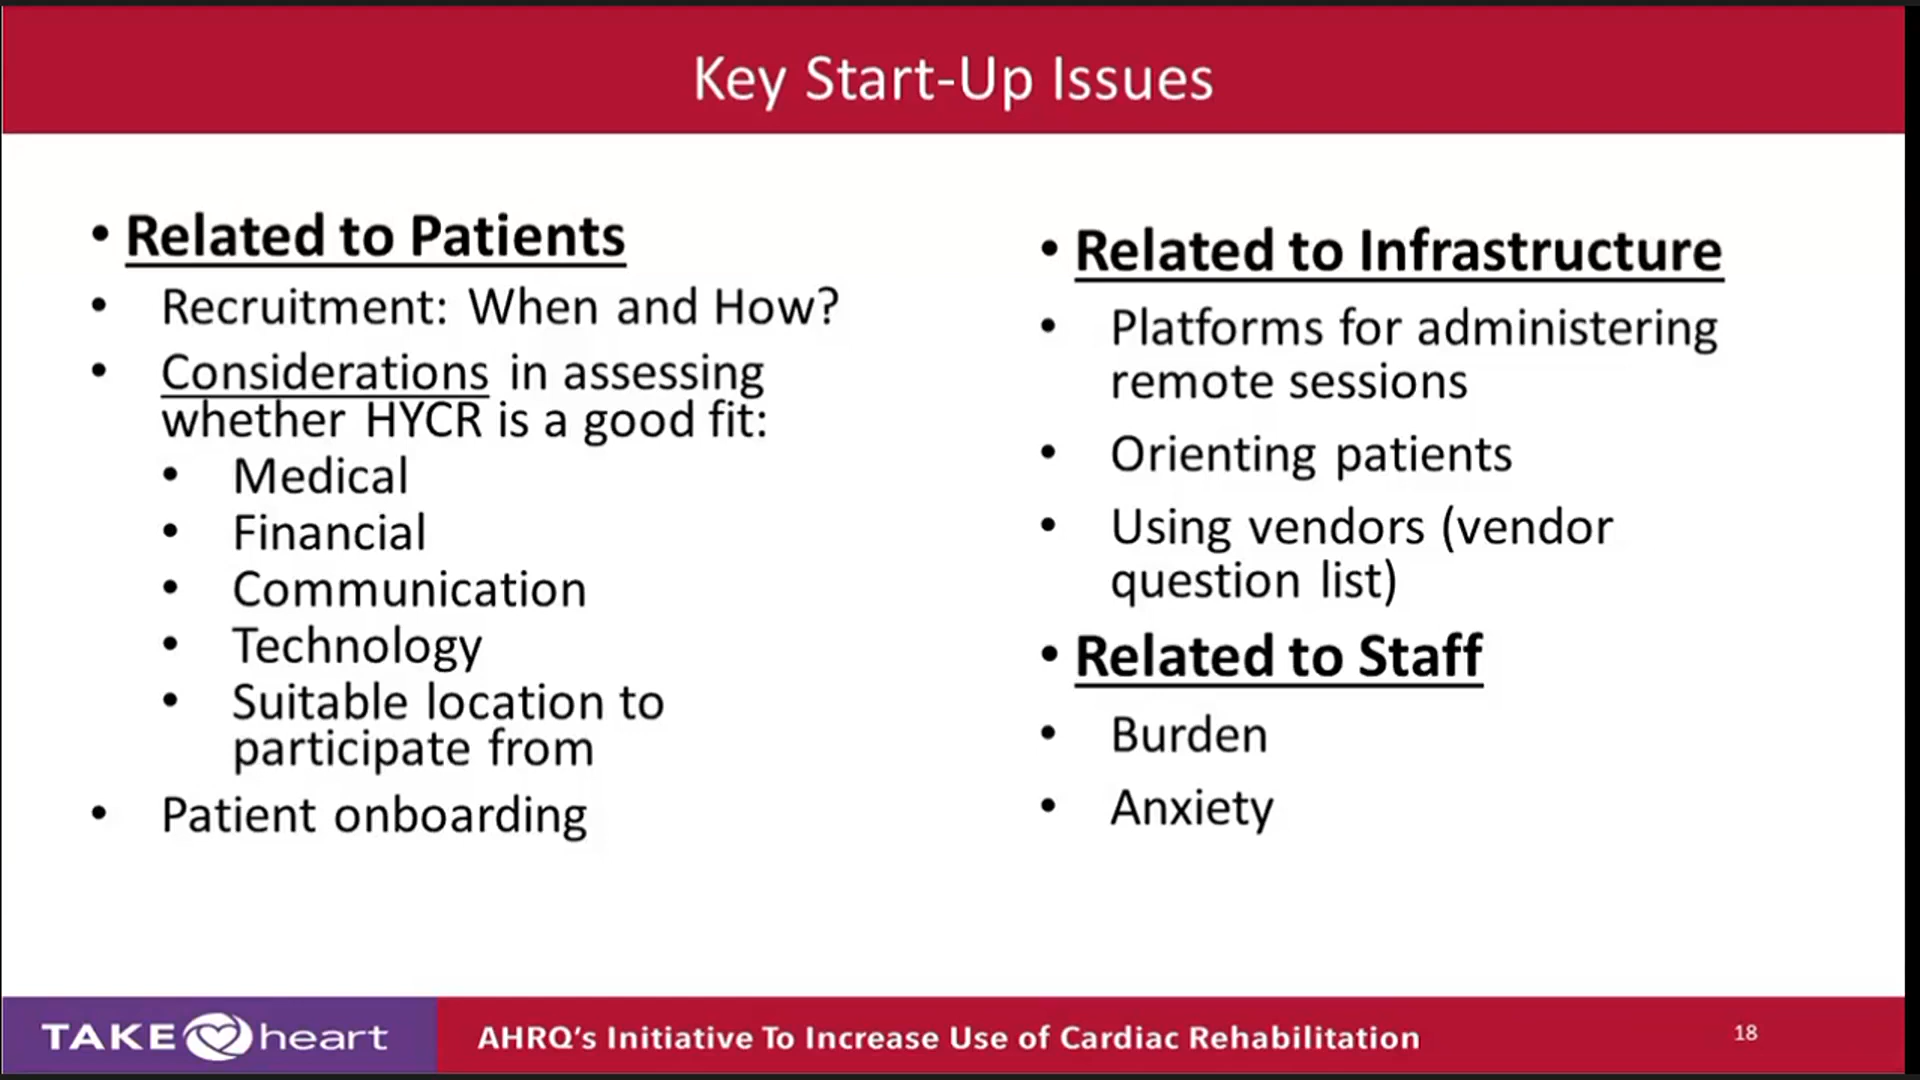 Key Start-Up Issues
• Related to Patients
• Recruitment: When and How?
• Considerations in assessing
whether HYCR is a good fit:
• Medical
• Financial
• Communication
• Technology
• Suitable location to
participate from
• Patient onboarding
• Related to Infrastructure
• Platforms for administering
remote sessions
• Orienting patients
• Using vendors (vendor
question list)
• Related to Staff
• Burden
• Anxiety
TAKE heart
AHRQ’s Initiative To Increase Use of Cardiac Rehabilitation
18